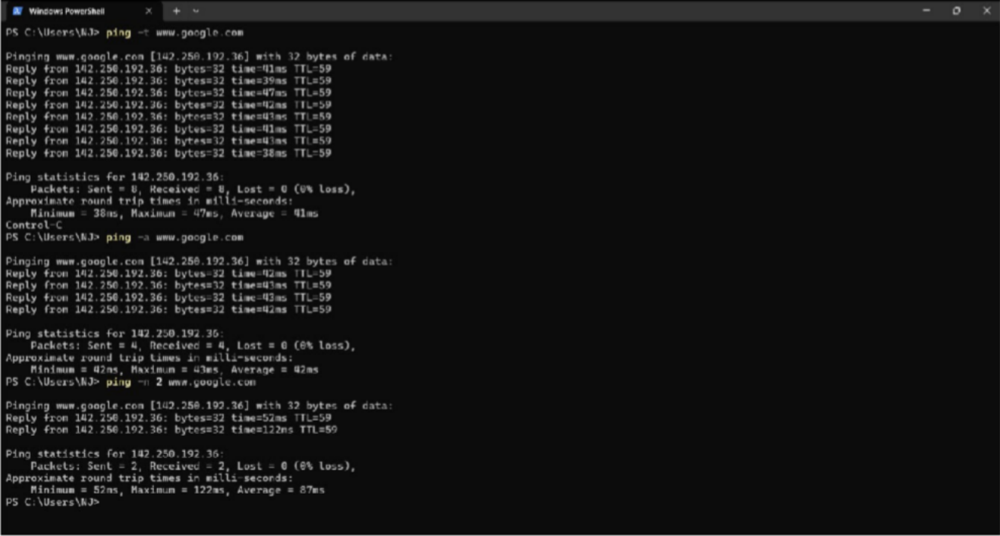 Windows PowerShell
PS C:\Users\NJ> ping -t www.google.com
Pinging www.google.com [142.250.192.36] with 32 bytes of data:
Reply from 142.250.192.36: bytes=32 time=41ms TTL=59
Reply from 142.250.192.36: bytes=32 time=39ms TTL=59
Reply from 142.250.192.36: bytes=32 time=47ms TTL=59
Reply from 142.250.192.36: bytes=32 time=42ms TTL=59
Reply from 142.250.192.36: bytes=32 time=43ms TTL=59
Reply from 142.250.192.36: bytes=32 time=41ms TTL=59
Reply from 142.250.192.36: bytes=32 time=43ms TTL=59
Reply from 142.250.192.36: bytes=32 time=38ms TTL=59
Ping statistics for 142.250.192.36:
Packets: Sent = 8, Received = 8, Lost = 0 (0% loss),
Approximate round trip times in milli-seconds:
Minimum = 38ms, Maximum = 47ms, Average = 41ms
Control-C
PS C:\Users\NJ> ping -a www.google.com
Pinging www.google.com [142.250.192.36] with 32 bytes of data:
Reply from 142.250.192.36: bytes=32 time=42ms TTL=59
Reply from 142.250.192.36: bytes=32 time=43ms TTL=59
Reply from 142.250.192.36: bytes=32 time=43ms TTL=59
Reply from 142.250.192.36: bytes=32 time=42ms TTL=59
Ping statistics for 142.250.192.36:
Packets: Sent = 4, Received = 4, Lost = 0 (0% loss),
Approximate round trip times in milli-seconds:
Minimum = 42ms, Maximum = 43ms, Average = 42ms
PS C:\Users\NJ> ping -n 2 www.google.com
Pinging www.google.com [142.250.192.36] with 32 bytes of data:
Reply from 142.250.192.36: bytes=32 time=52ms TTL=59
Reply from 142.250.192.36: bytes=32 time=122ms TTL=59
Ping statistics for 142.250.192.36:
Packets: Sent = 2, Received = 2, Lost = 0 (0% loss),
Approximate round trip times in milli-seconds:
Minimum = 52ms, Maximum = 122ms, Average = 87ms
PS C:\Users\NJ>